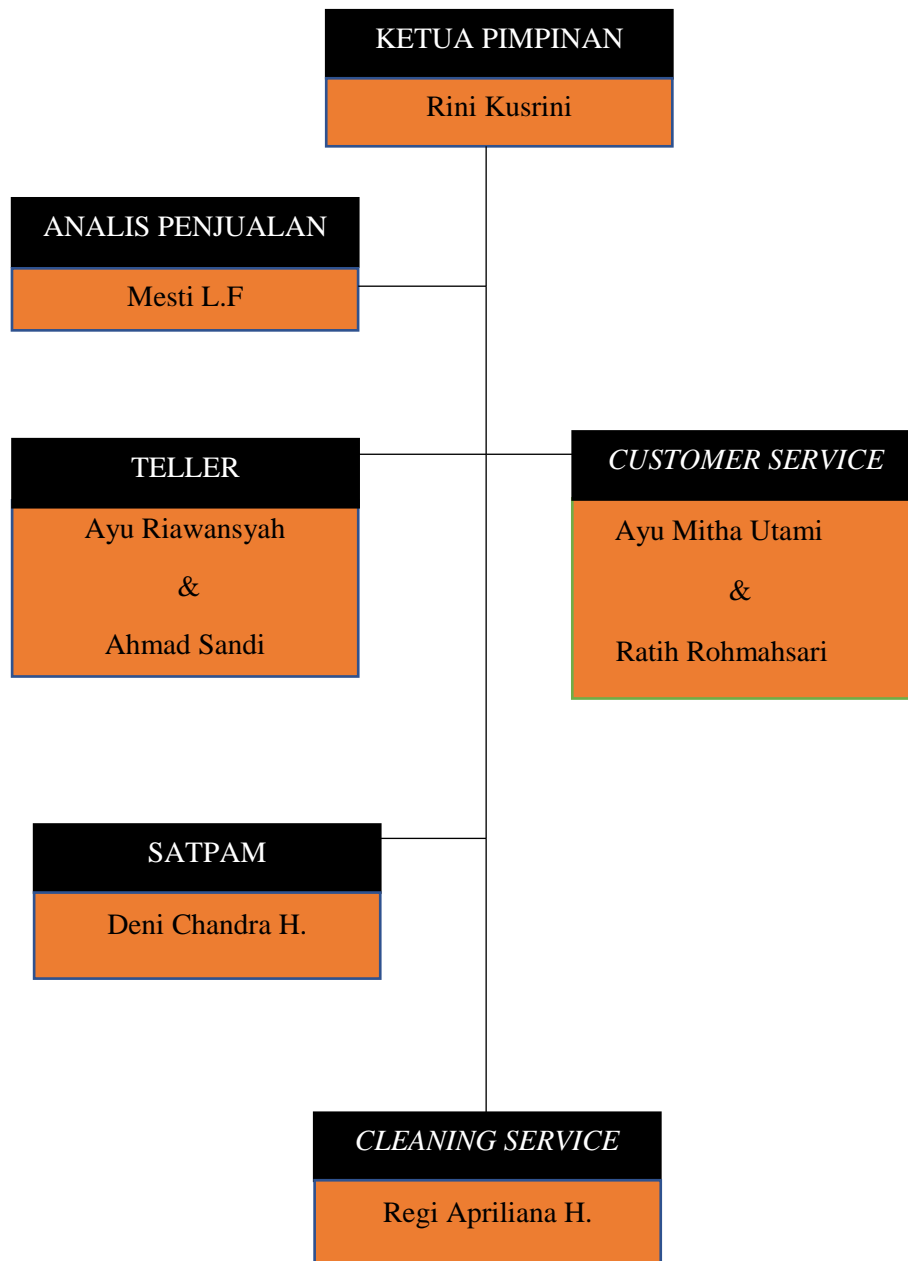 KETUA PIMPINAN
Rini Kusrini
ANALIS PENJUALAN
Mesti L.F
TELLER
Ayu Riawansyah
&
Ahmad Sandi
CUSTOMER SERVICE
Ayu Mitha Utami
&
Ratih Rohmahsari
SATPAM
Deni Chandra H.
CLEANING SERVICE
Regi Apriliana H.